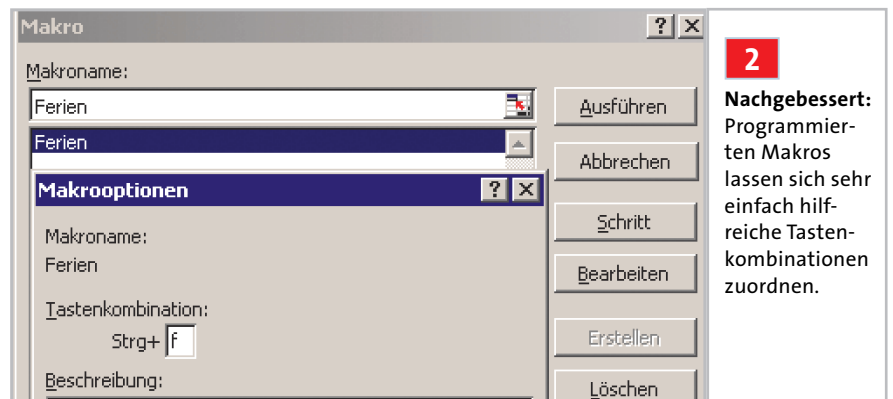 Makro
Makroname:
Ferien
Ferien
Ausführen
Abbrechen
Schritt
Bearbeiten
Erstellen
Löschen
Makrooptionen
Makroname:
Ferien
Tastenkombination:
Strg+ f
Beschreibung:
2
Nachgebessert:
Programmier-
ten Makros
lassen sich sehr
einfach hilf-
reiche Tasten-
kombinationen
zuordnen.